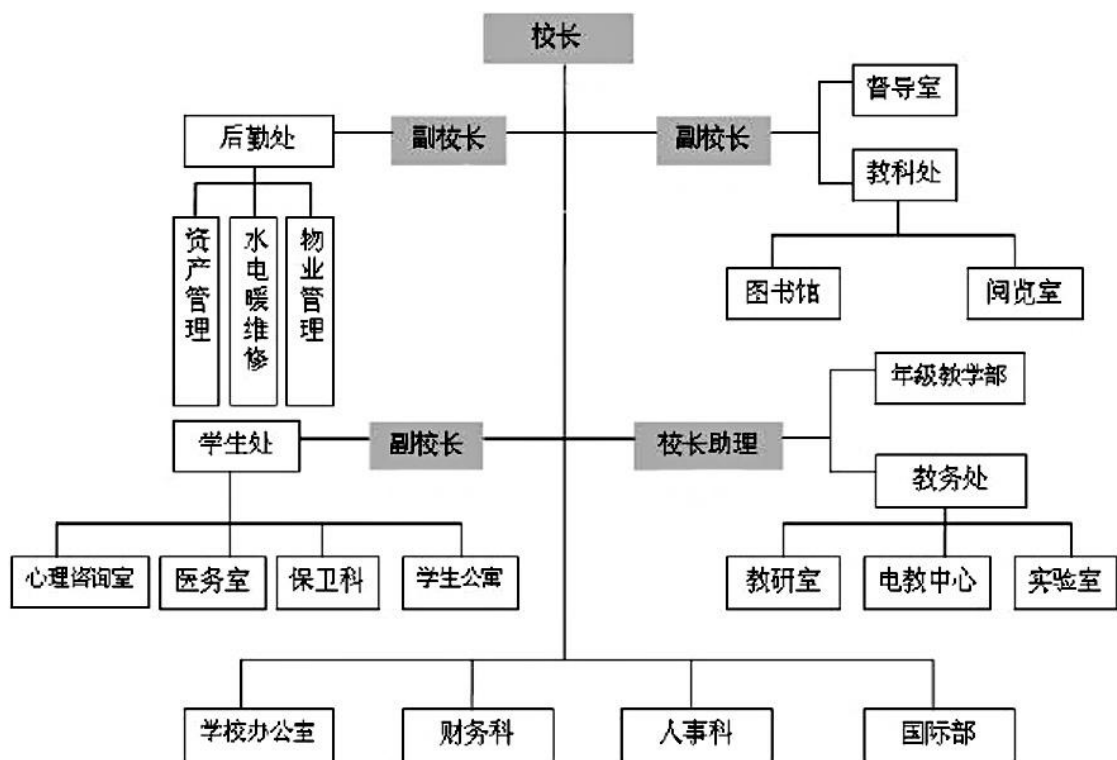 校长
督导室
后勤处
副校长
副校长
教科处
资产管理
水电暖维修
物业管理
图书馆
阅览室
年级教学部
学生处
副校长
校长助理
教务处
心理咨询室
医务室
保卫科
学生公寓
教研室
电教中心
实验室
学校办公室
财务科
人事科
国际部